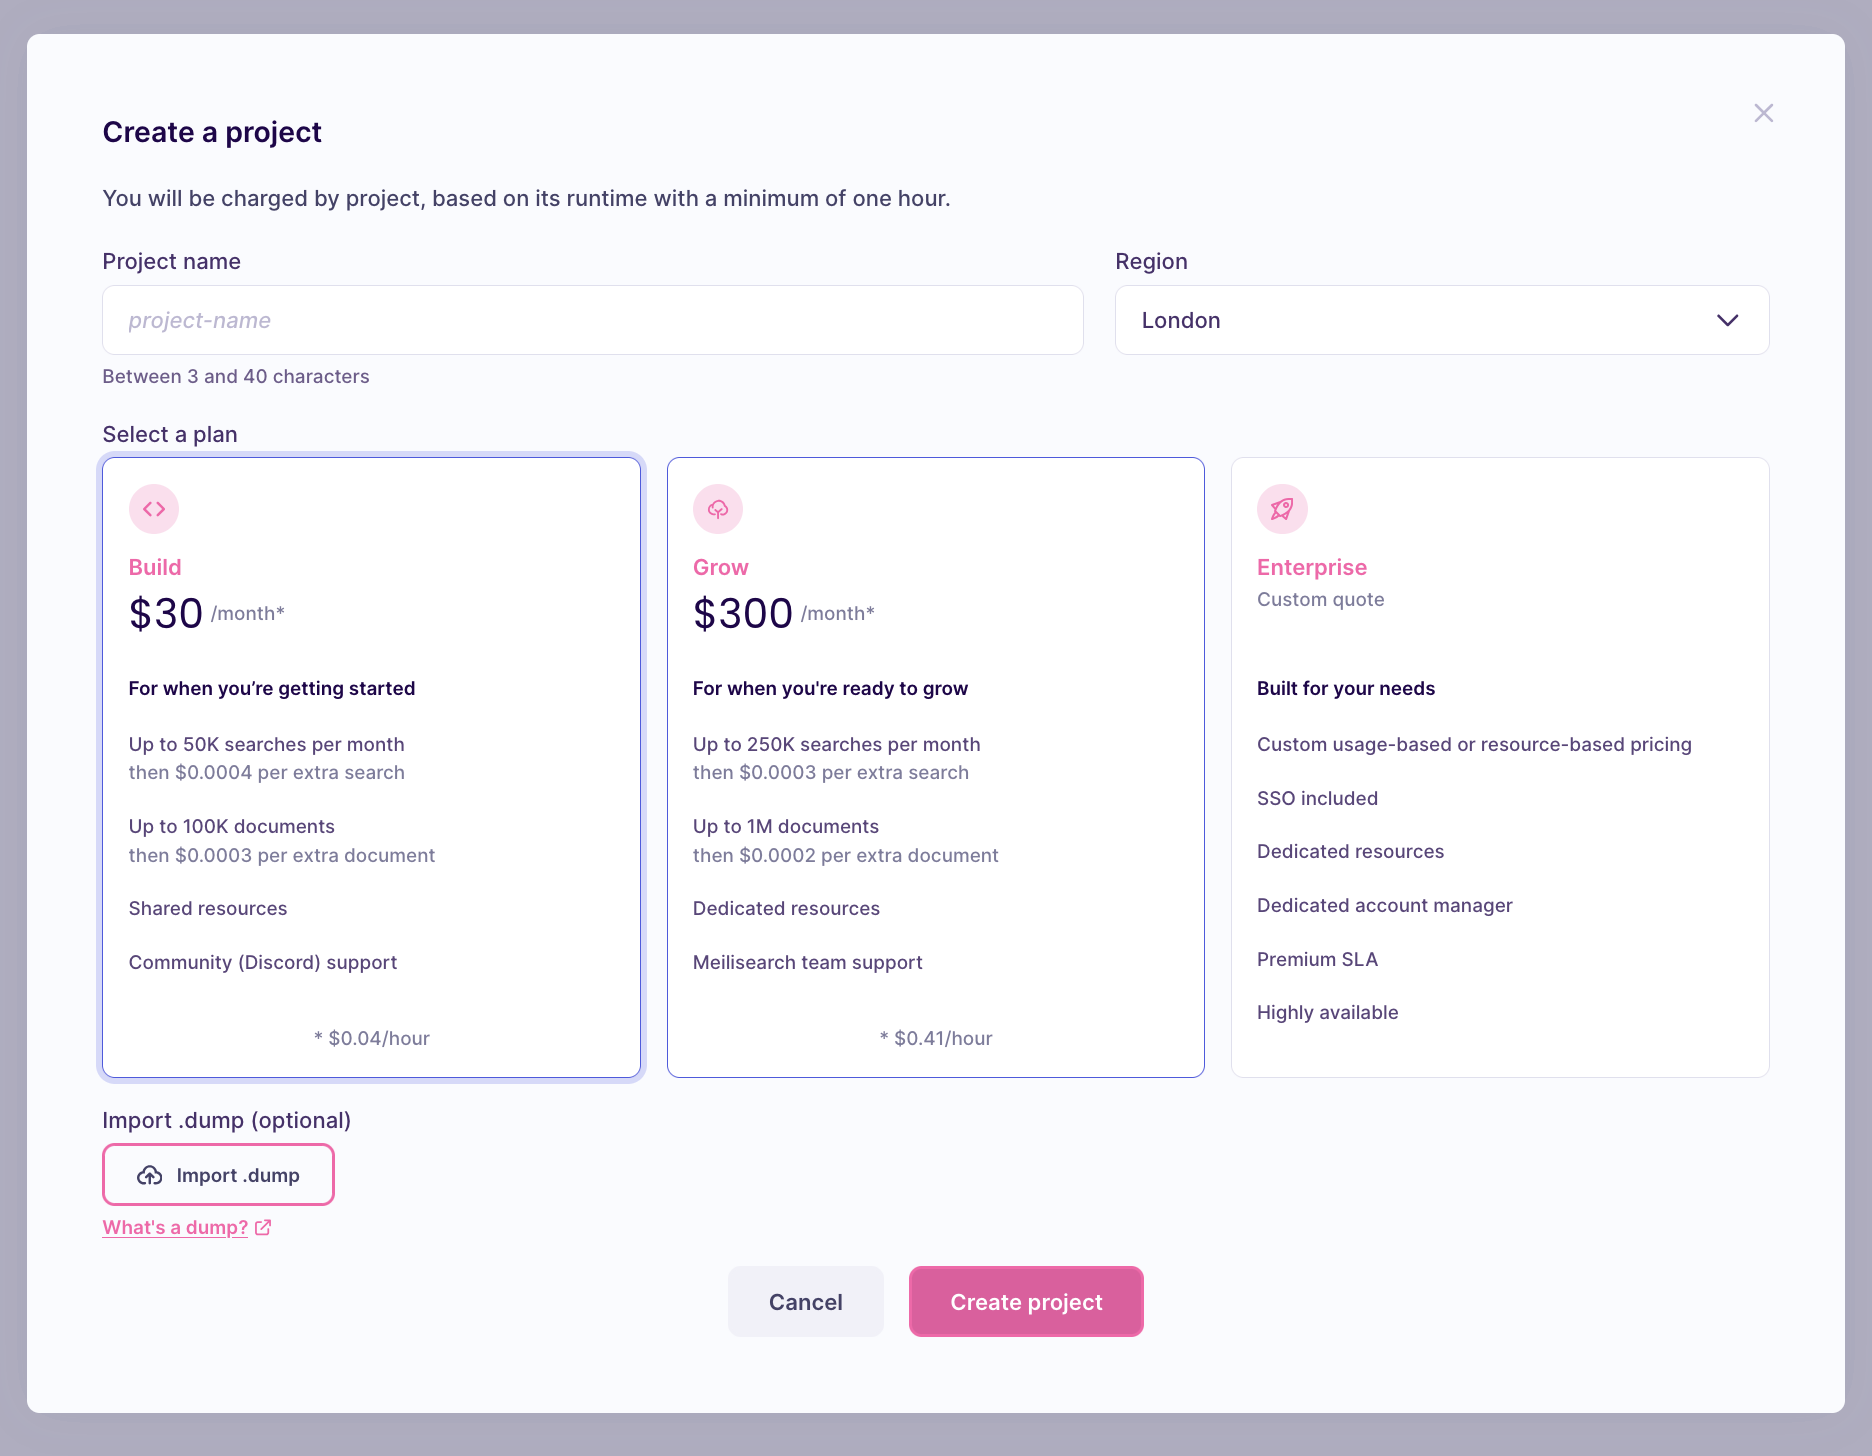 Create a project
You will be charged by project, based on its runtime with a minimum of one hour.
Project name
project-name
Between 3 and 40 characters
Region
London
Select a plan
Build
$30 /month*
For when you’re getting started
Up to 50K searches per month
then $0.0004 per extra search
Up to 100K documents
then $0.0003 per extra document
Shared resources
Community (Discord) support
* $0.04/hour
Grow
$300 /month*
For when you're ready to grow
Up to 250K searches per month
then $0.0003 per extra search
Up to 1M documents
then $0.0002 per extra document
Dedicated resources
Meilisearch team support
* $0.41/hour
Enterprise
Custom quote
Built for your needs
Custom usage-based or resource-based pricing
SSO included
Dedicated resources
Dedicated account manager
Premium SLA
Highly available
Import .dump (optional)
Import .dump
What's a dump?
Cancel
Create project